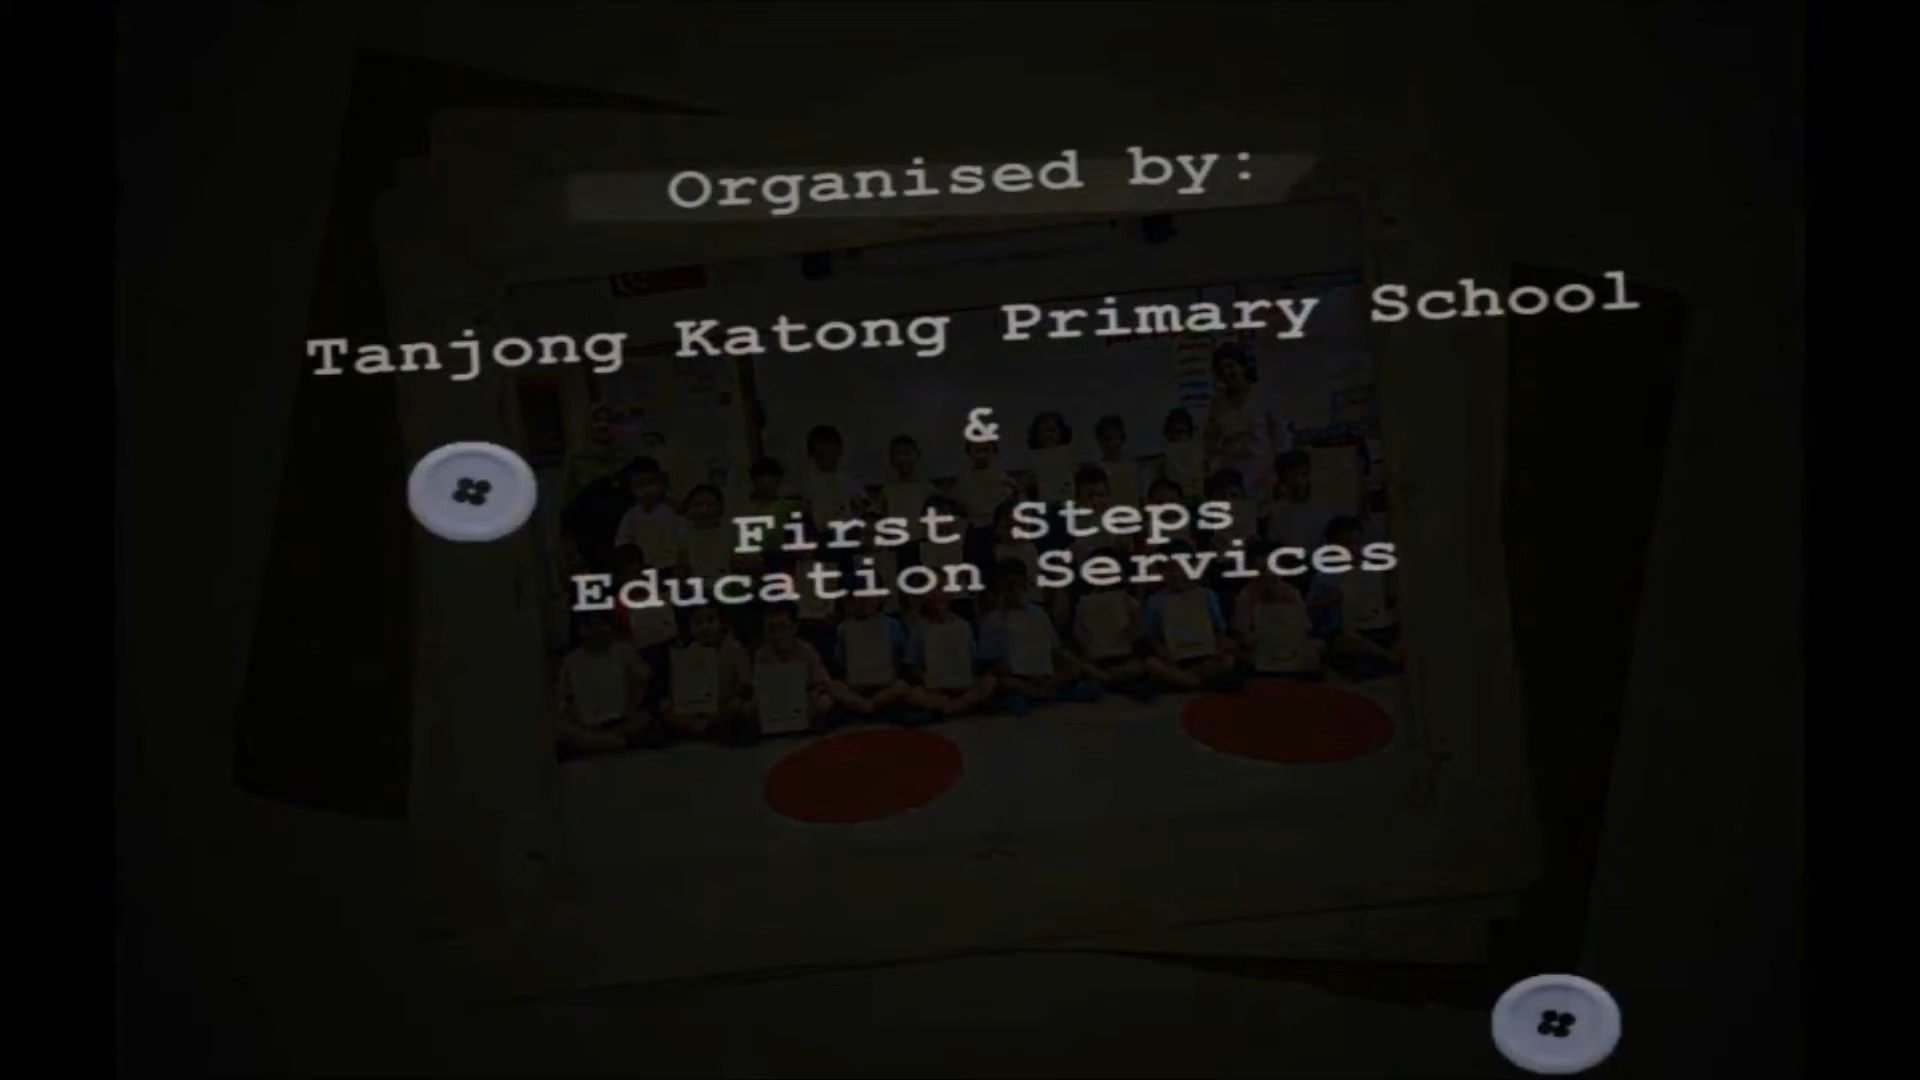 Organised by:
Tanjong Katong Primary School
&
First Steps
Education Services